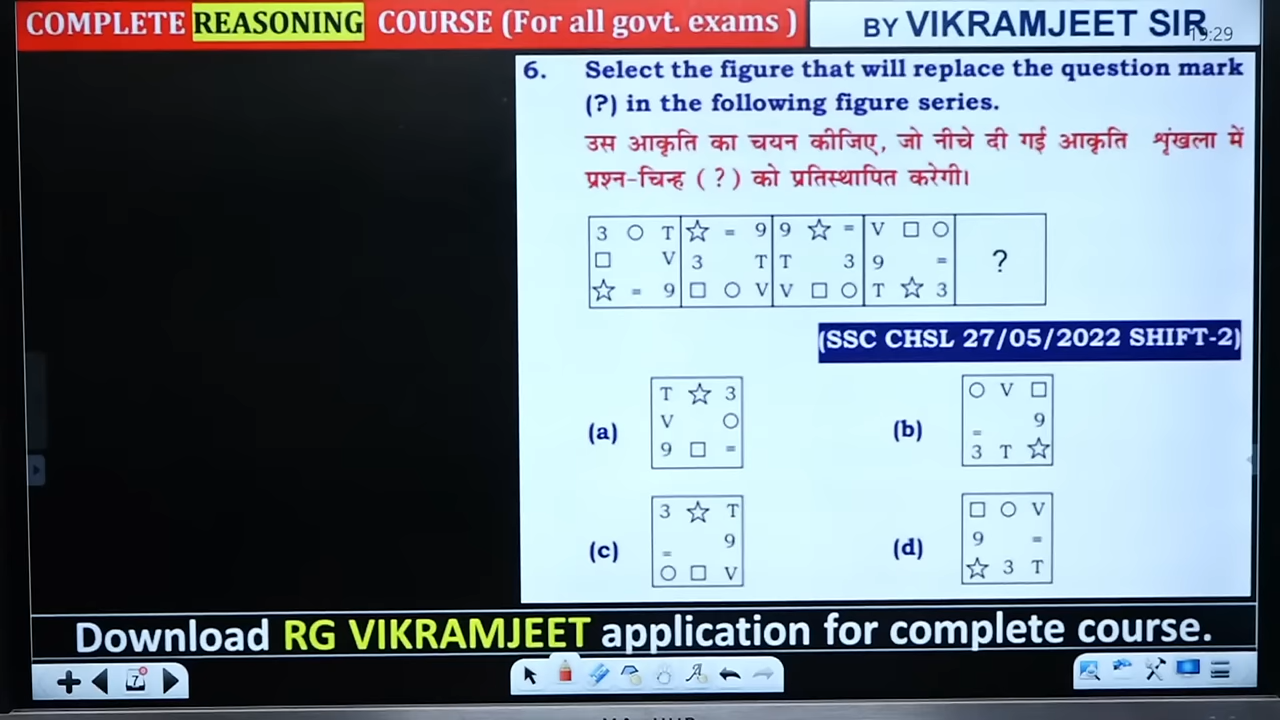 COMPLETE REASONING COURSE (For all govt. exams )
BY VIKRAMJEET SIR
19:29
6. Select the figure that will replace the question mark
(?) in the following figure series.
उस आकृति का चयन कीजिए, जो नीचे दी गई आकृति श्रृंखला में
प्रश्न-चिन्ह ( ? ) को प्रतिस्थापित करेगी।
3 ○ T ☆ = 9 9 ☆ = V □ ○
□ V 3 T T 3 9 = ?
☆ = 9 □ ○ V V □ ○ T ☆ 3
(SSC CHSL 27/05/2022 SHIFT-2)
(a)
T ☆ 3
V ○
9 □ =
(b)
○ V □
= 9
3 T ☆
(c)
3 ☆ T
= 9
○ □ V
(d)
□ ○ V
9 =
☆ 3 T
Download RG VIKRAMJEET application for complete course.
7